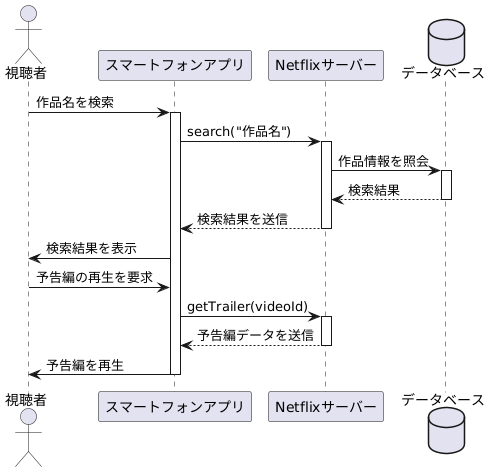 視聴者 スマートフォンアプリ Netflixサーバー データベース
作品名を検索
search("作品名")
作品情報を照会
検索結果
検索結果を送信
検索結果を表示
予告編の再生を要求
getTrailer(videoId)
予告編データを送信
予告編を再生
視聴者 スマートフォンアプリ Netflixサーバー データベース